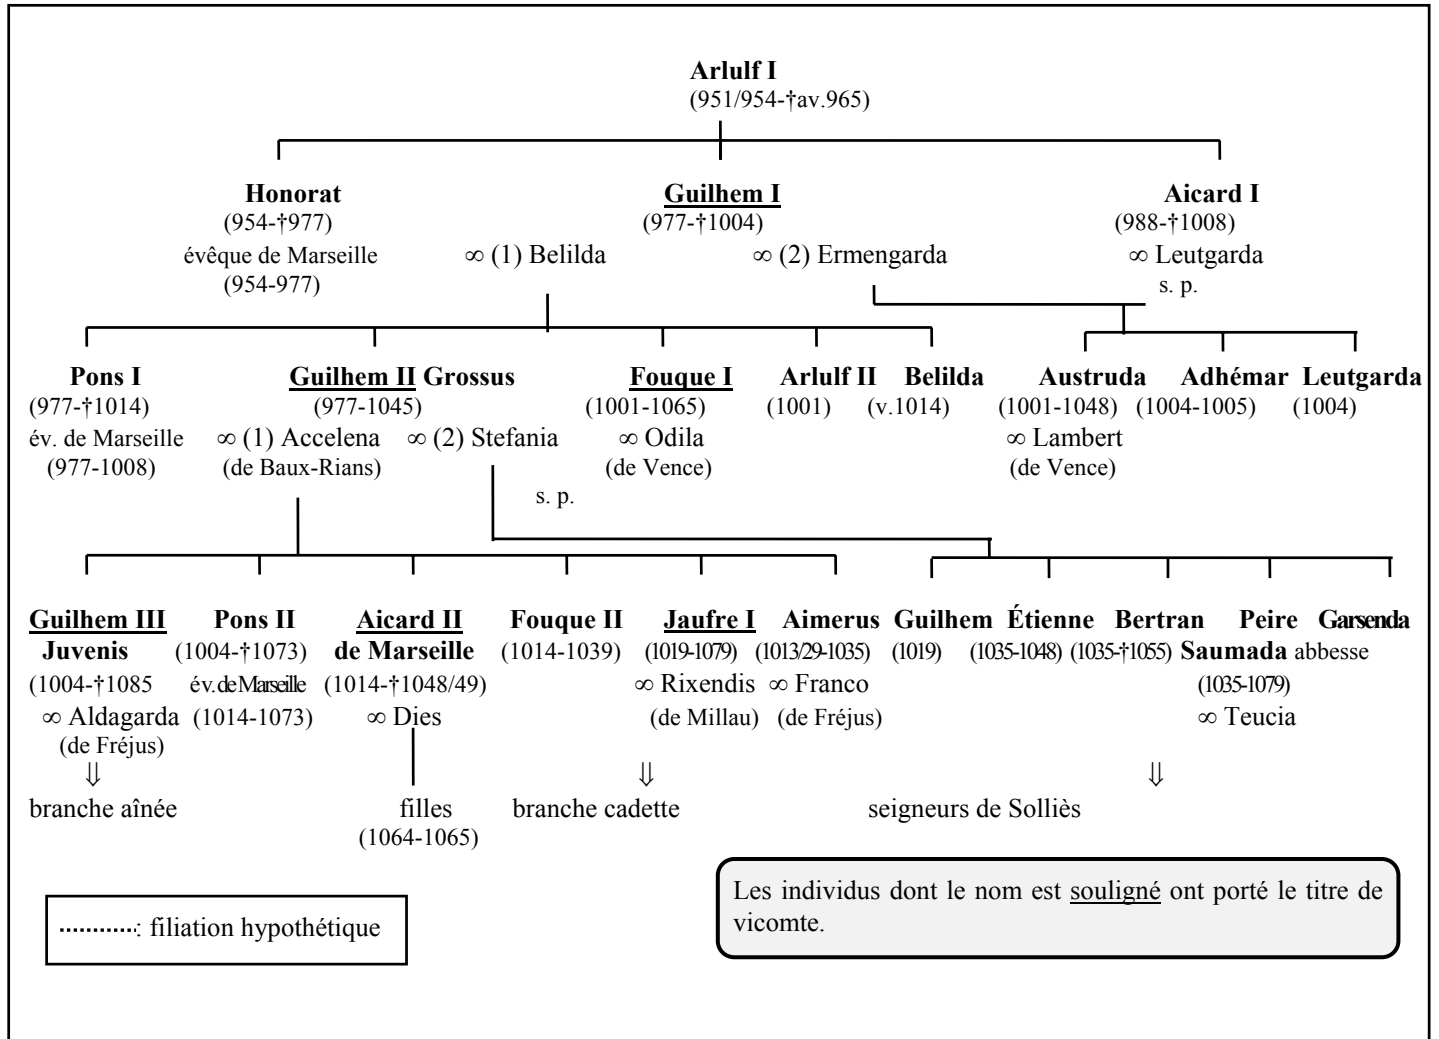 Arlulf I
(951/954-†av.965)
Honorat Guilhem I Aicard I
(954-†977) (977-†1004) (988-†1008)
évêque de Marseille ∞ (1) Belilda ∞ (2) Ermengarda ∞ Leutgarda
(954-977) s. p.
Pons I Guilhem II Grossus Fouque I Arlulf II Belilda Austruda Adhémar Leutgarda
(977-†1014) (977-1045) (1001-1065) (1001) (v.1014) (1001-1048) (1004-1005) (1004)
év. de Marseille ∞ (1) Accelena ∞ (2) Stefania ∞ Odila ∞ Lambert
(977-1008) (de Baux-Rians) (de Vence) (de Vence)
s. p.
Guilhem III Pons II Aicard II Fouque II Jaufre I Aimerus Guilhem Étienne Bertran Peire Garsenda
Juvenis (1004-†1073) de Marseille (1014-1039) (1019-1079) (1013/29-1035) (1019) (1035-1048) (1035-†1055) Saumada abbesse
(1004-†1085 év. de Marseille (1014-†1048/49) ∞ Rixendis ∞ Franco (1035-1079)
∞ Aldagarda (1014-1073) ∞ Dies (de Millau) (de Fréjus) ∞ Teucia
(de Fréjus)
⇓ ⇓ ⇓
branche aînée filles branche cadette seigneurs de Solliès
(1064-1065)
Les individus dont le nom est souligné ont porté le titre de
vicomte.
............: filiation hypothétique